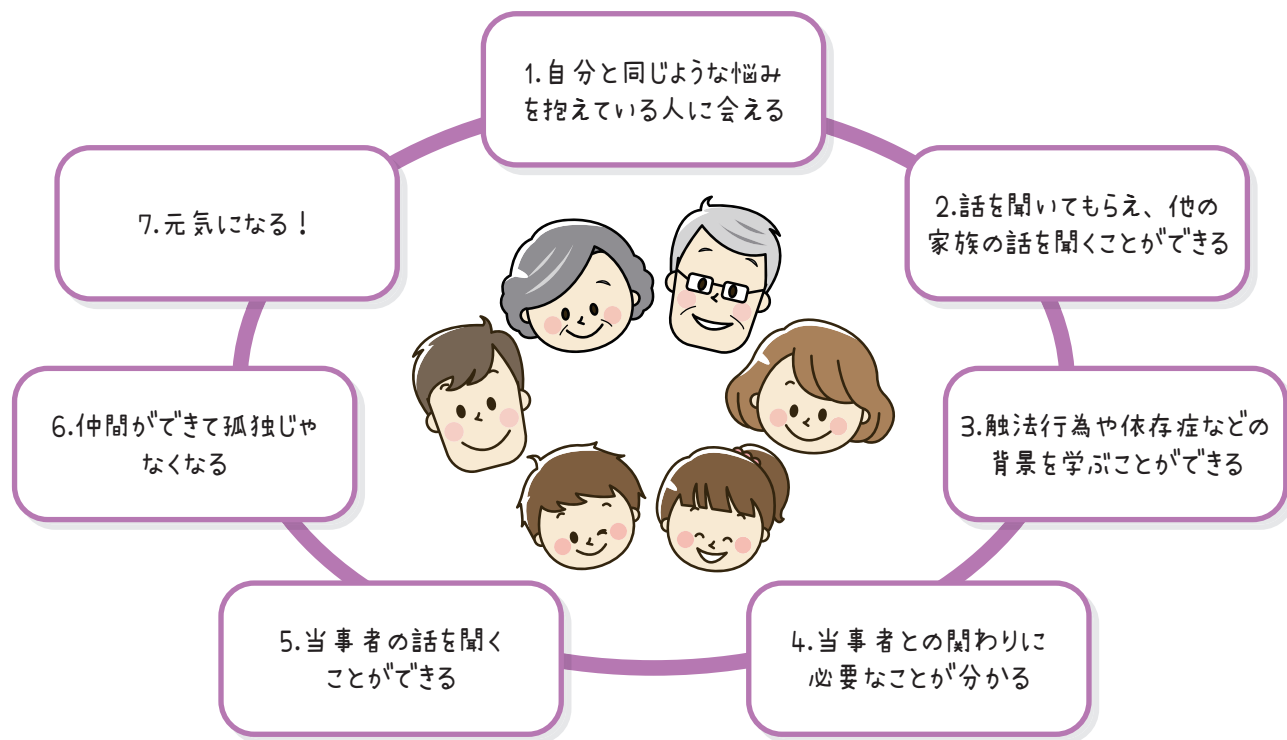 1.自分と同じような悩み
を抱えている人に会える
2.話を聞いてもらえ、他の
家族の話を聞くことができる
3.触法行為や依存症などの
背景を学ぶことができる
4.当事者との関わりに
必要なことが分かる
5.当事者の話を聞く
ことができる
6.仲間ができて孤独じゃ
なくなる
7.元気になる！